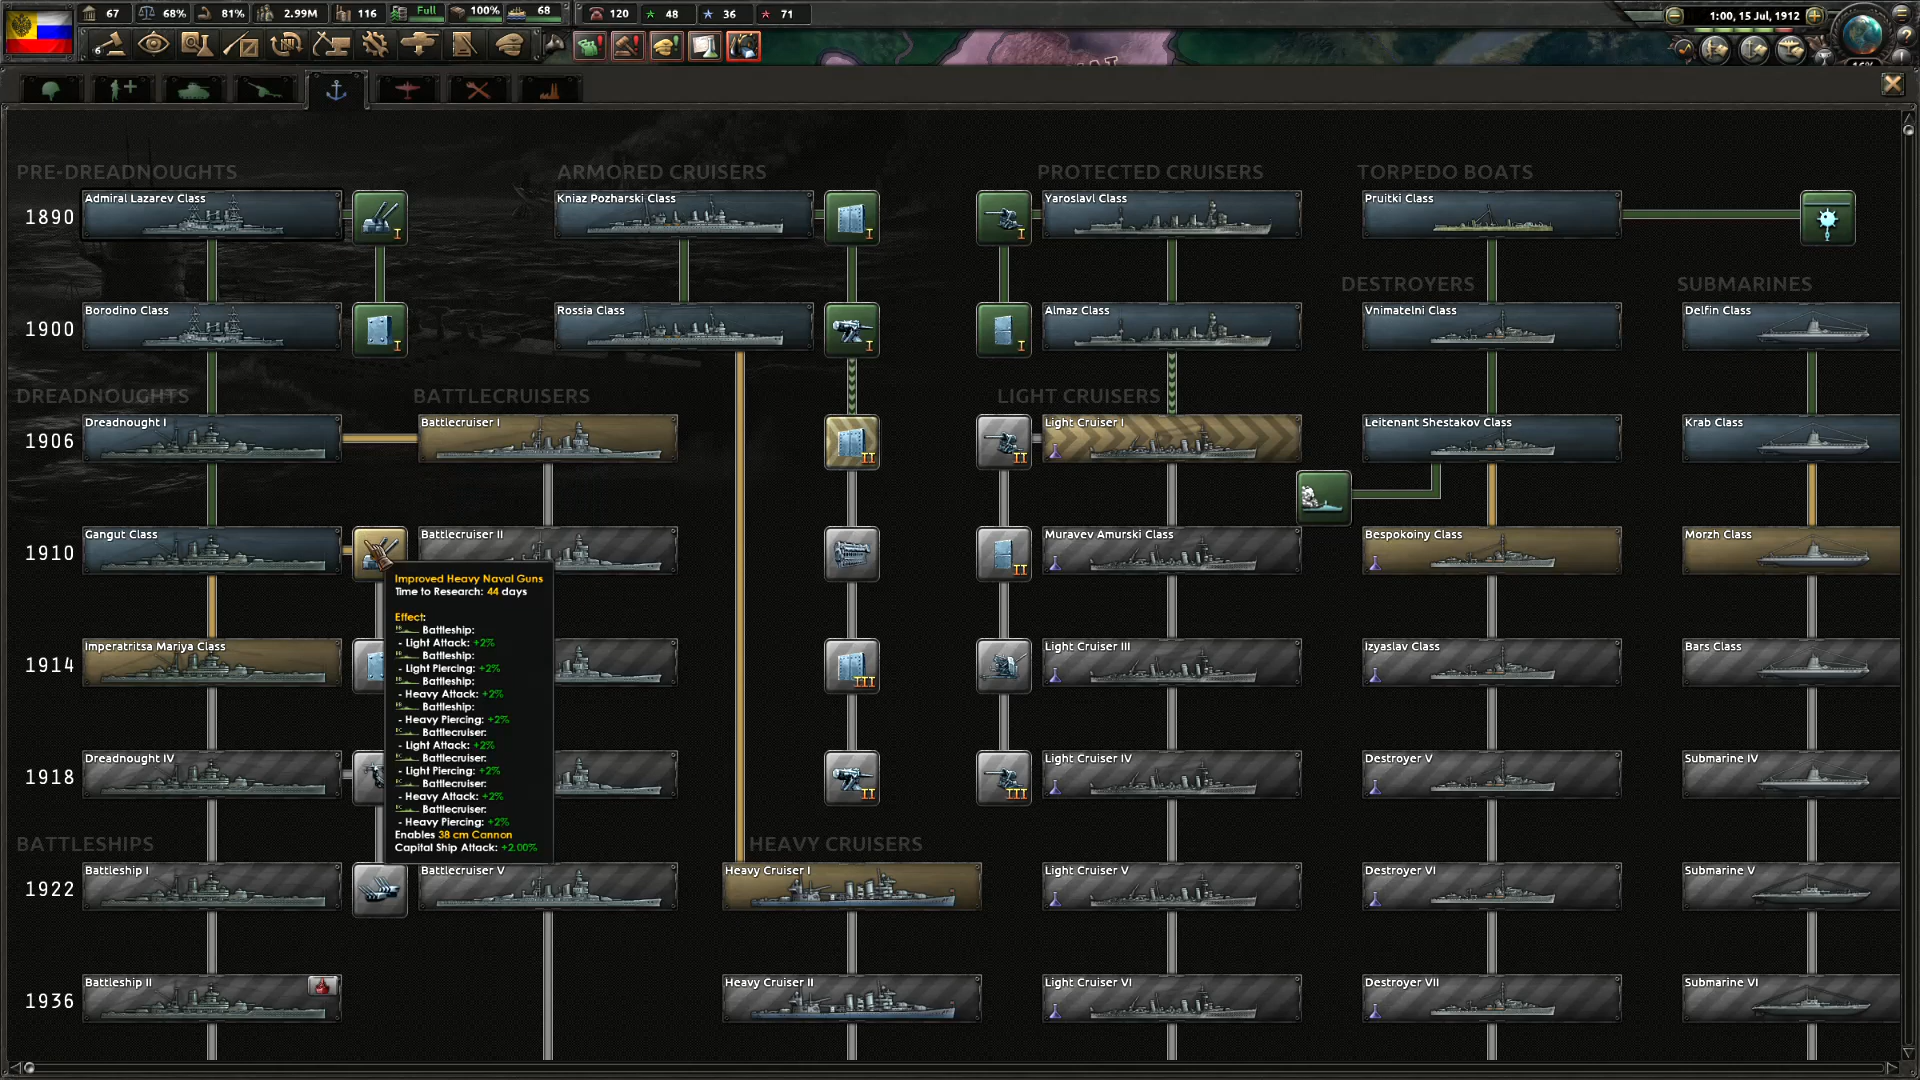 67 68% 81% 2.99M 116 Full 100% 68 120 48 36 71 1:00, 15 Jul, 1912
6
PRE-DREADNOUGHTS ARMORED CRUISERS PROTECTED CRUISERS TORPEDO BOATS
1890 Admiral Lazarev Class I Kniaz Pozharski Class I I Yaroslavl Class Pruitki Class
DESTROYERS SUBMARINES
1900 Borodino Class I Rossia Class I I Almaz Class Vnimatelni Class Delfin Class
DREADNOUGHTS BATTLECRUISERS LIGHT CRUISERS
1906 Dreadnought I Battlecruiser I II II Light Cruiser I Leitenant Shestakov Class Krab Class
1910 Gangut Class Battlecruiser II II Muravev Amurski Class Bespokoiny Class Morzh Class
Improved Heavy Naval Guns
Time to Research: 44 days
Effect:
Battleship:
- Light Attack: +2%
Battleship:
- Light Piercing: +2%
Battleship:
- Heavy Attack: +2%
Battleship:
- Heavy Piercing: +2%
Battlecruiser:
- Light Attack: +2%
Battlecruiser:
- Light Piercing: +2%
Battlecruiser:
- Heavy Attack: +2%
Battlecruiser:
- Heavy Piercing: +2%
Enables 38 cm Cannon
Capital Ship Attack: +2.00%
1914 Imperatritsa Mariya Class III Light Cruiser III Izyaslav Class Bars Class
1918 Dreadnought IV II III Light Cruiser IV Destroyer V Submarine IV
BATTLESHIPS HEAVY CRUISERS
1922 Battleship I Battlecruiser V Heavy Cruiser I Light Cruiser V Destroyer VI Submarine V
1936 Battleship II Heavy Cruiser II Light Cruiser VI Destroyer VII Submarine VI